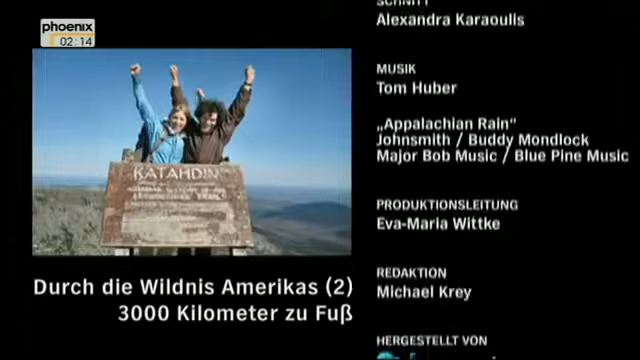 phoenix
02:14
KATAHDIN
Durch die Wildnis Amerikas (2)
3000 Kilometer zu Fuß
SCHNITT
Alexandra Karaoulis
MUSIK
Tom Huber
„Appalachian Rain“
Johnsmith / Buddy Mondlock
Major Bob Music / Blue Pine Music
PRODUKTIONSLEITUNG
Eva-Maria Wittke
REDAKTION
Michael Krey
HERGESTELLT VON